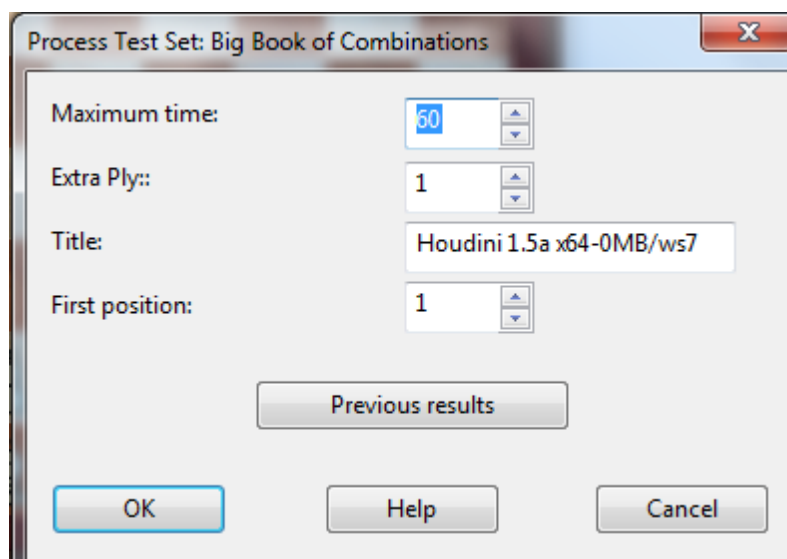 Process Test Set: Big Book of Combinations
Maximum time: 60
Extra Ply:: 1
Title: Houdini 1.5a x64-0MB/ws7
First position: 1
Previous results
OK Help Cancel